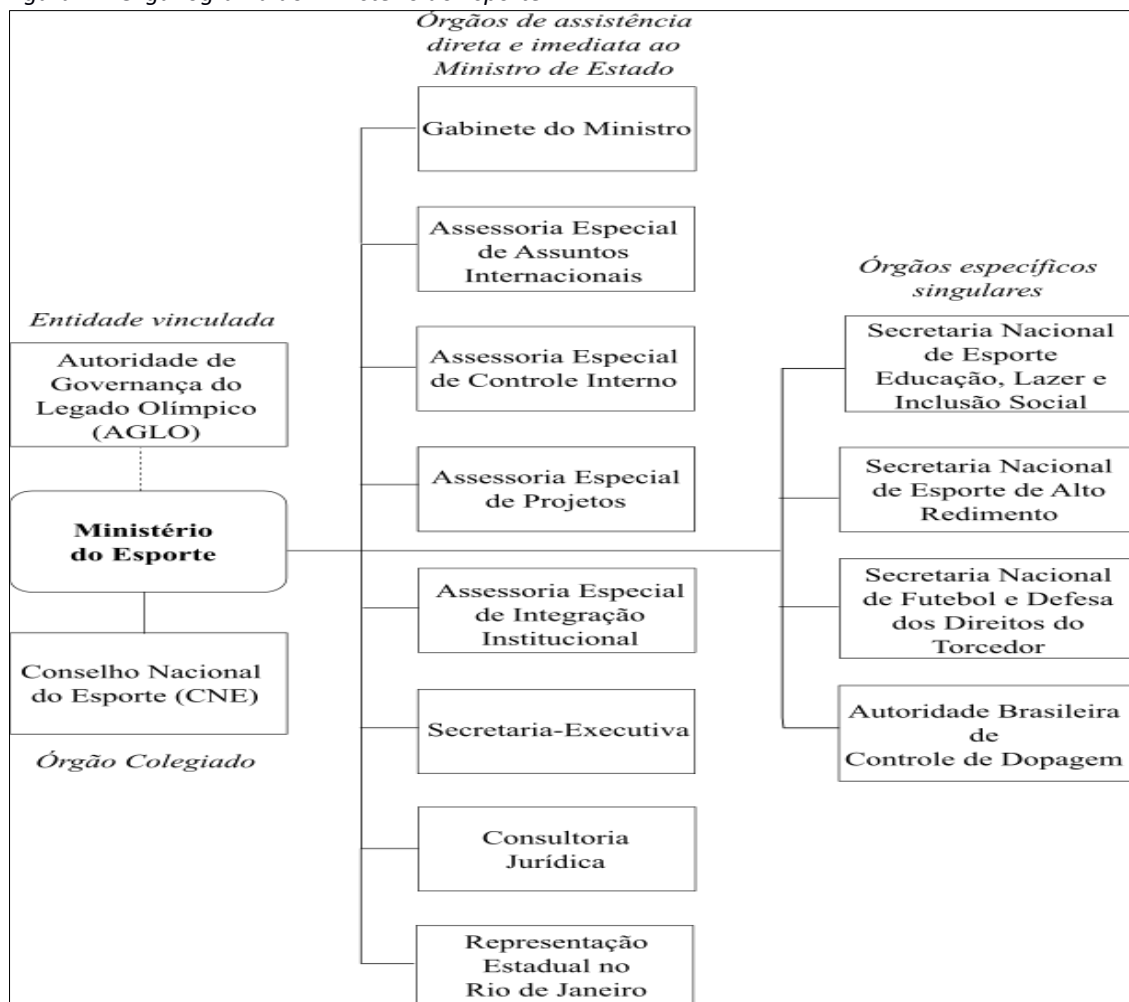 Órgãos de assistência
direta e imediata ao
Ministro de Estado
Gabinete do Ministro
Assessoria Especial
de Assuntos
Internacionais
Assessoria Especial
de Controle Interno
Assessoria Especial
de Projetos
Assessoria Especial
de Integração
Institucional
Secretaria-Executiva
Consultoria
Jurídica
Representação
Estadual no
Rio de Janeiro
Entidade vinculada
Autoridade de
Governança do
Legado Olímpico
(AGLO)
Ministério
do Esporte
Conselho Nacional
do Esporte (CNE)
Órgão Colegiado
Órgãos específicos
singulares
Secretaria Nacional
de Esporte
Educação, Lazer e
Inclusão Social
Secretaria Nacional
de Esporte de Alto
Redimento
Secretaria Nacional
de Futebol e Defesa
dos Direitos do
Torcedor
Autoridade Brasileira
de
Controle de Dopagem